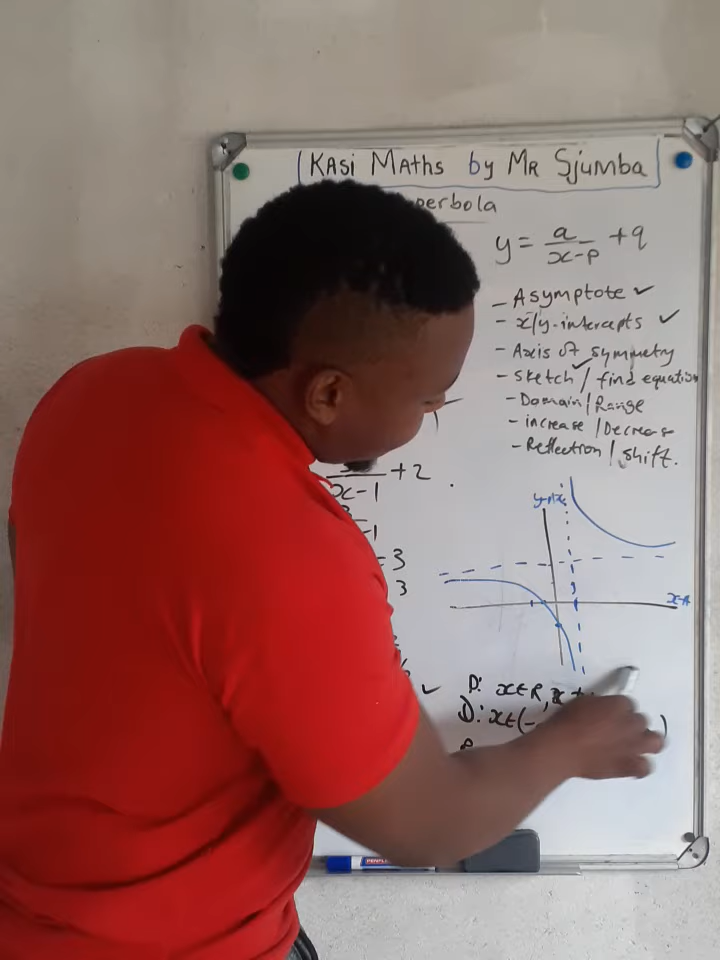 KASI MATHS by MR SJUMBA
perbola
y = a/(x-p) + q
- Asymptote ✓
- x/y-intercepts ✓
- Axis of symmetry
- Sketch ✓ / find equation
- Domain / Range
- increase / Decrease
- Reflection / shift.
x-1 + 2
-1
= 3
3
✓
D: x∈R, x ≠
D: x∈(- )